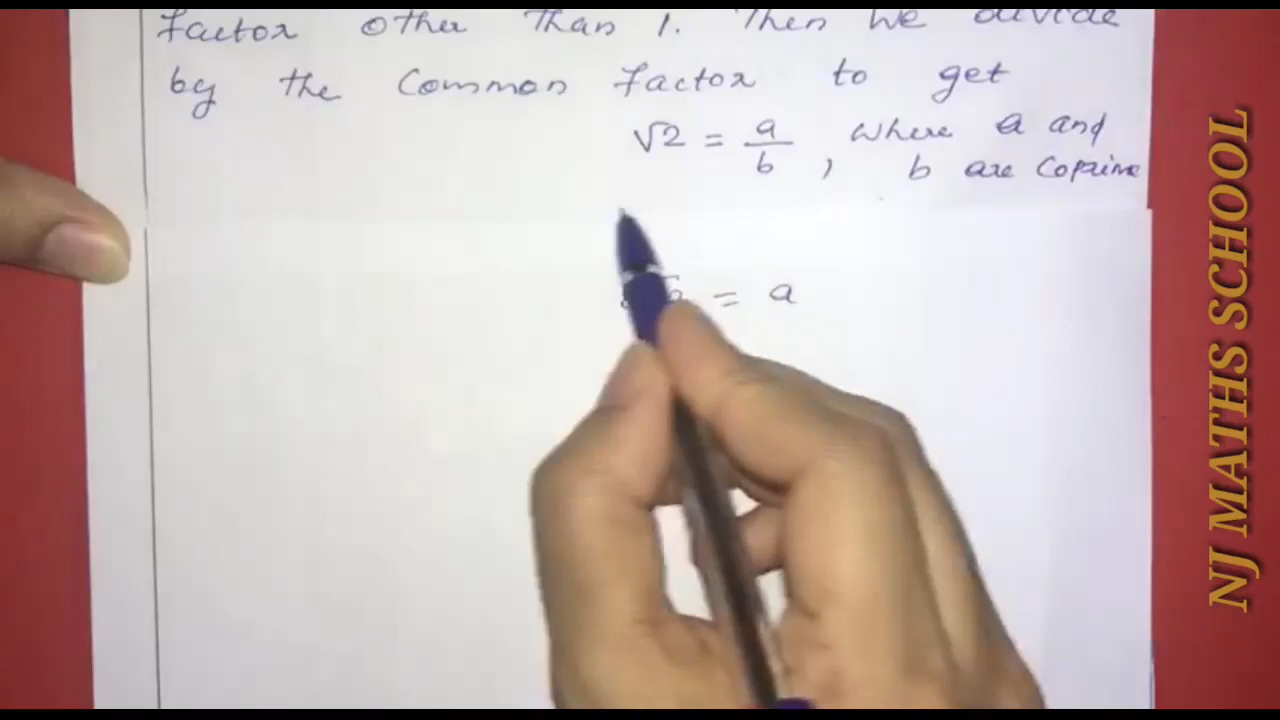 factor other than 1. Then we divide
by the common factor to get
√2 = a/b, where a and
b are coprime
= a
NJ MATHS SCHOOL